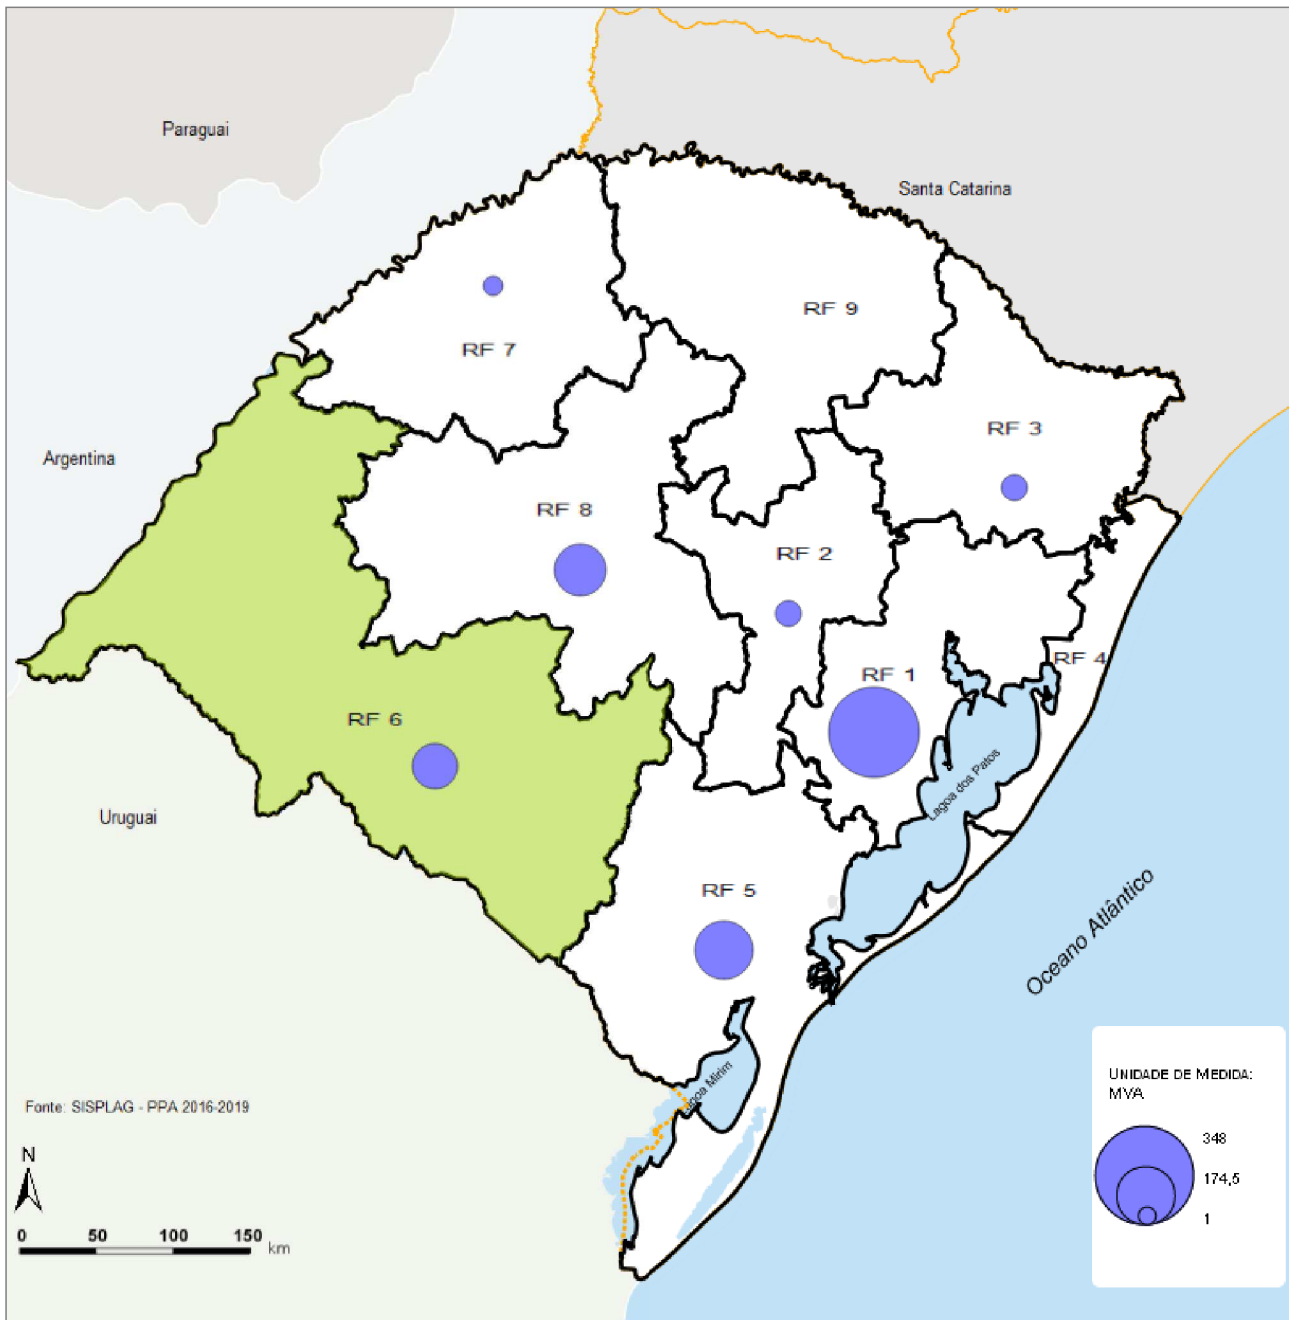 Paraguai
Santa Catarina
RF 9
RF 7
RF 3
Argentina
RF 8
RF 2
RF 4
RF 1
RF 6
Lagoa dos Patos
Uruguai
RF 5
Oceano Atlântico
Lagoa Mirim
UNIDADE DE MEDIDA:
MVA
348
174,5
1
Fonte: SISPLAG - PPA 2016-2019
N
0 50 100 150 km